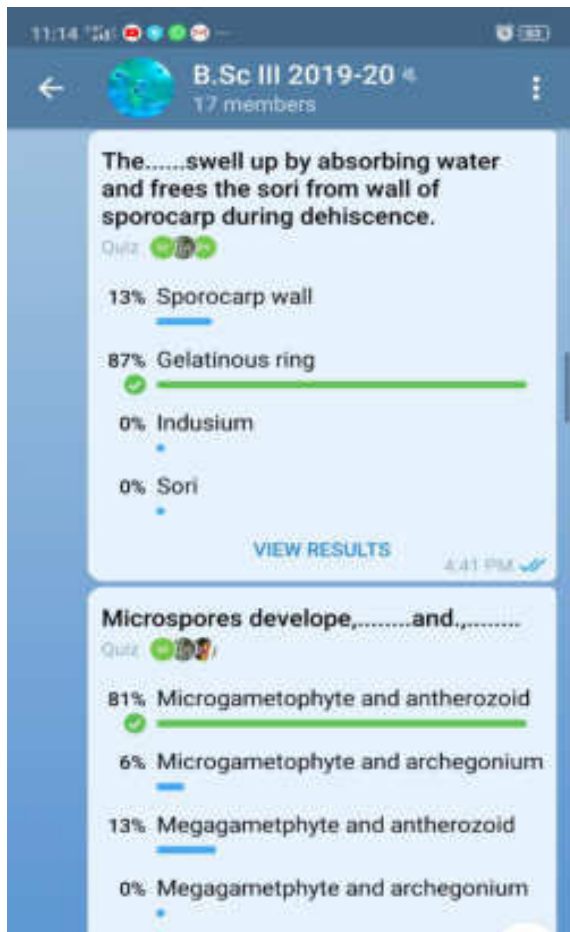 11:14
B.Sc III 2019-20
17 members
The......swell up by absorbing water
and frees the sori from wall of
sporocarp during dehiscence.
Quiz
13% Sporocarp wall
87% Gelatinous ring
0% Indusium
0% Sori
VIEW RESULTS
4:41 PM
Microspores develope,........and.,........
Quiz
81% Microgametophyte and antherozoid
6% Microgametophyte and archegonium
13% Megagametphyte and antherozoid
0% Megagametphyte and archegonium